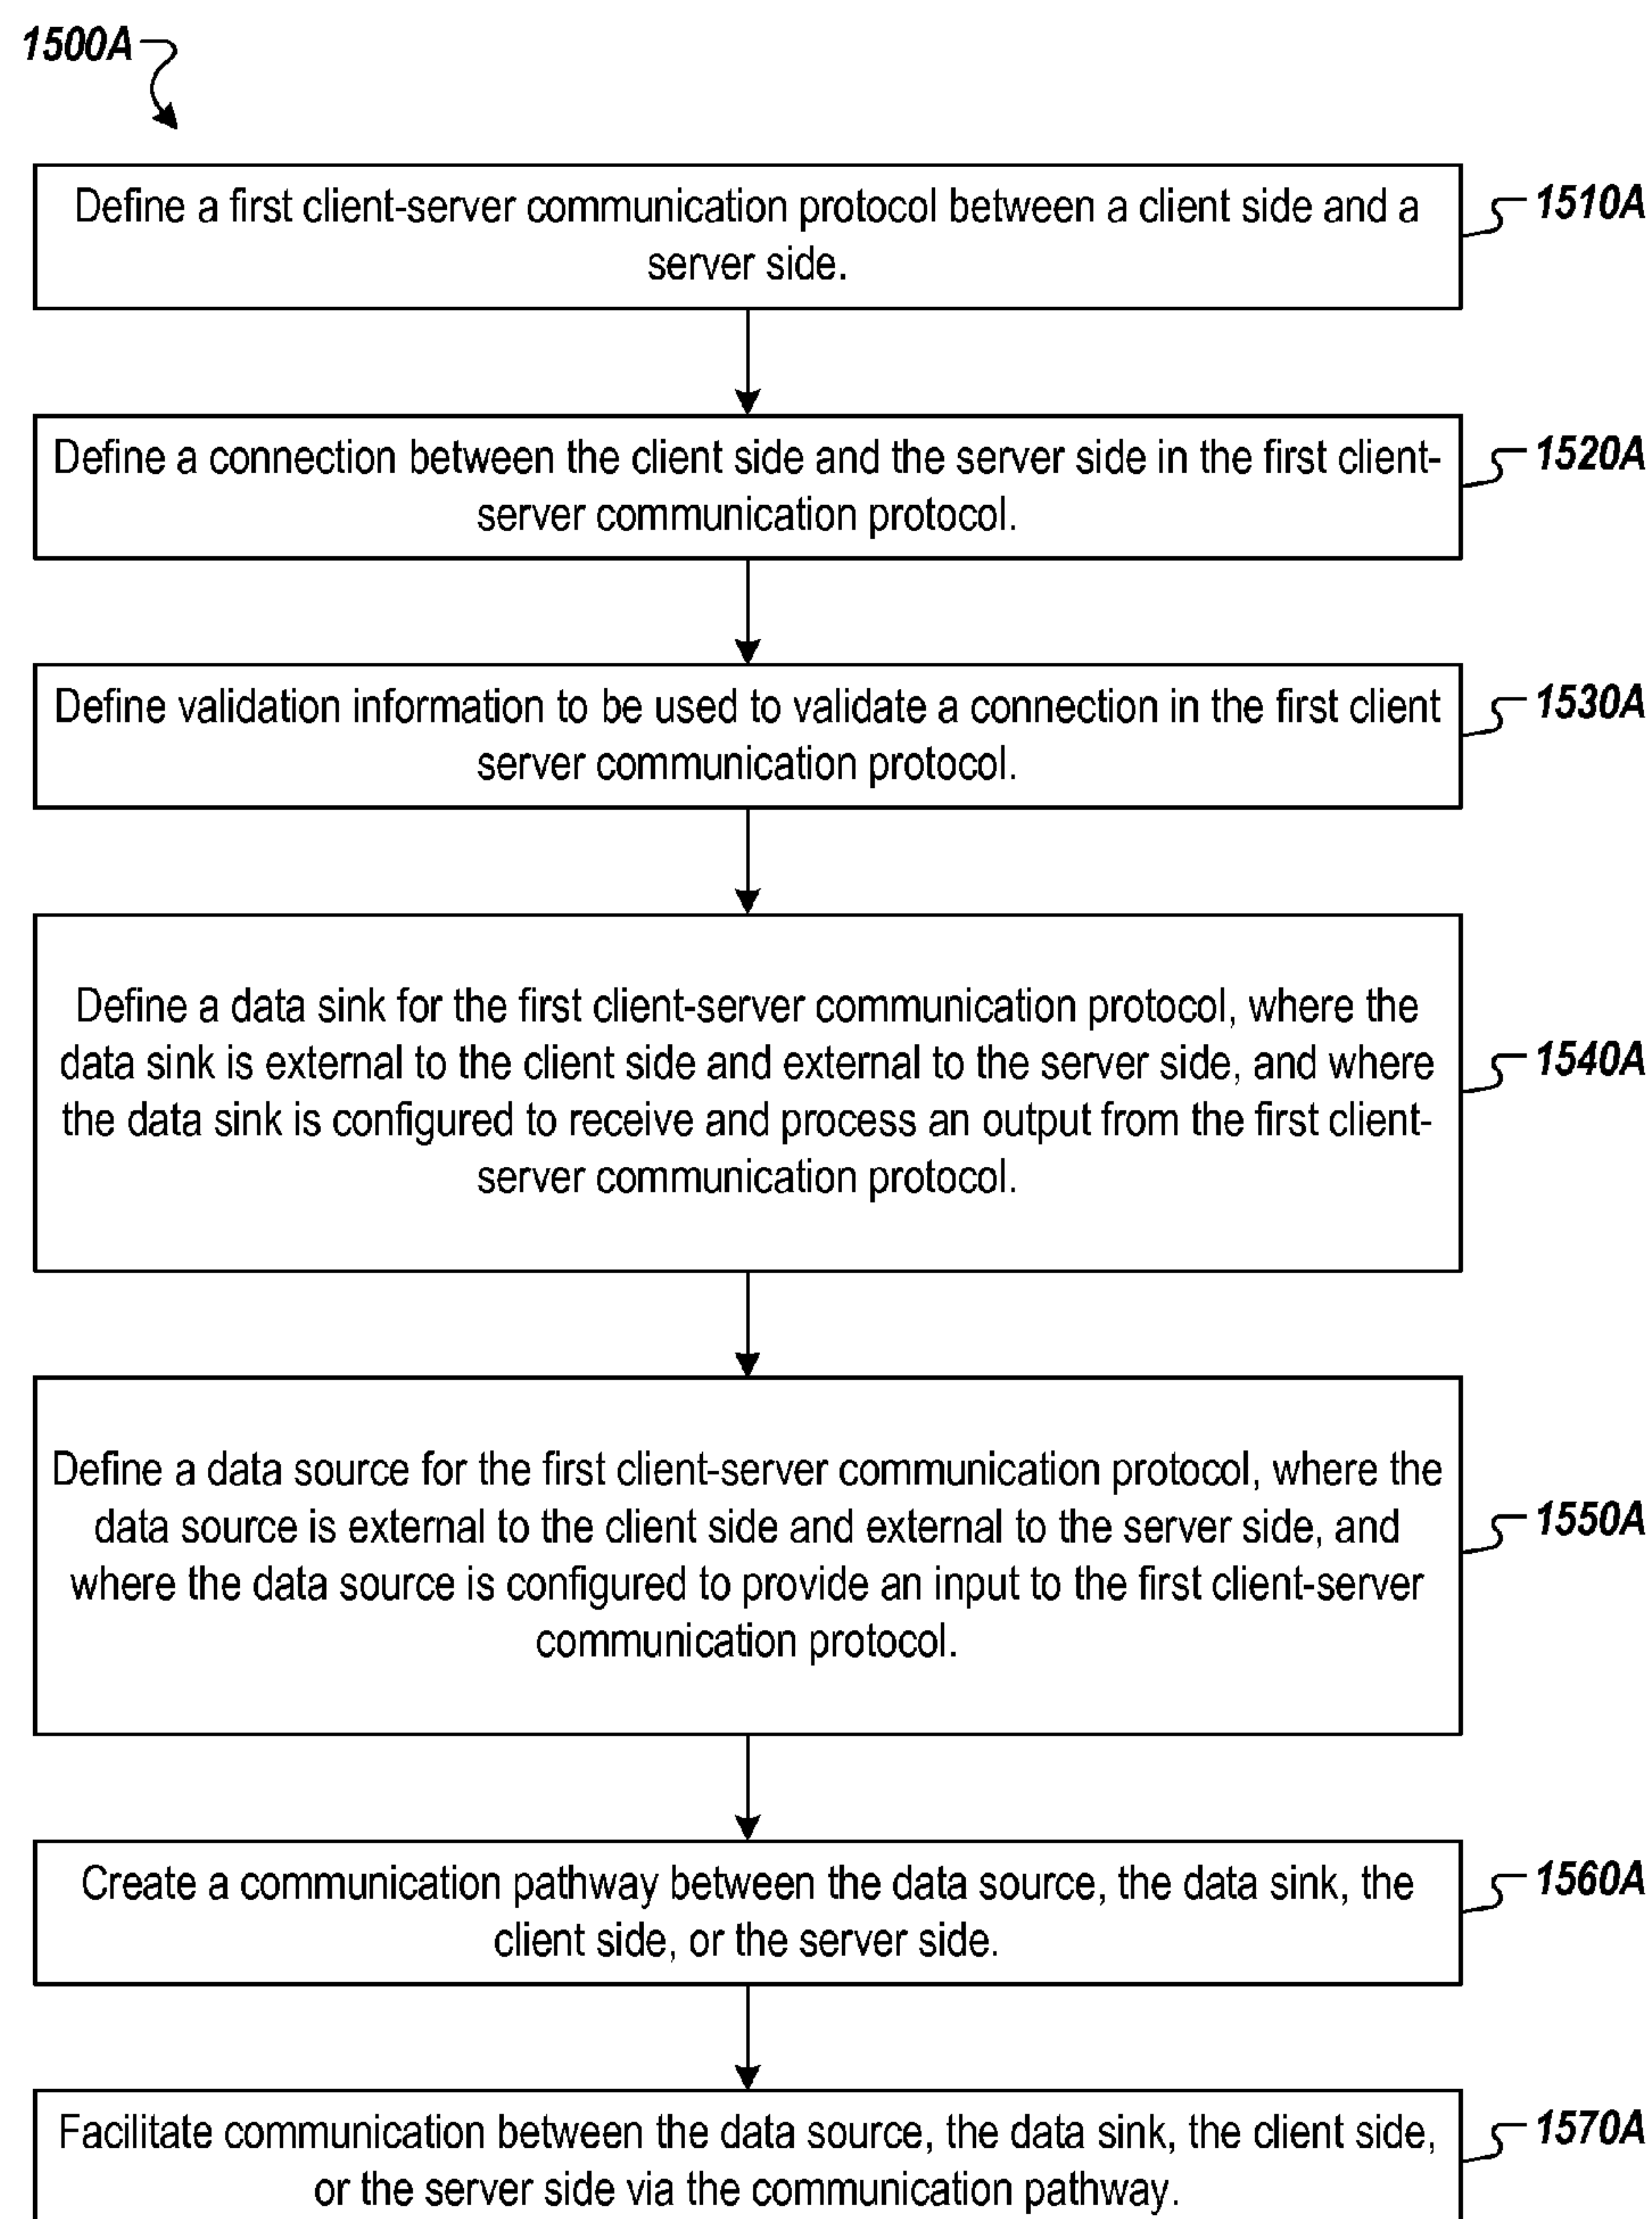 1500A
Define a first client-server communication protocol between a client side and a
server side.
1510A
Define a connection between the client side and the server side in the first client-
server communication protocol.
1520A
Define validation information to be used to validate a connection in the first client
server communication protocol.
1530A
Define a data sink for the first client-server communication protocol, where the
data sink is external to the client side and external to the server side, and where
the data sink is configured to receive and process an output from the first client-
server communication protocol.
1540A
Define a data source for the first client-server communication protocol, where the
data source is external to the client side and external to the server side, and
where the data source is configured to provide an input to the first client-server
communication protocol.
1550A
Create a communication pathway between the data source, the data sink, the
client side, or the server side.
1560A
Facilitate communication between the data source, the data sink, the client side,
or the server side via the communication pathway.
1570A